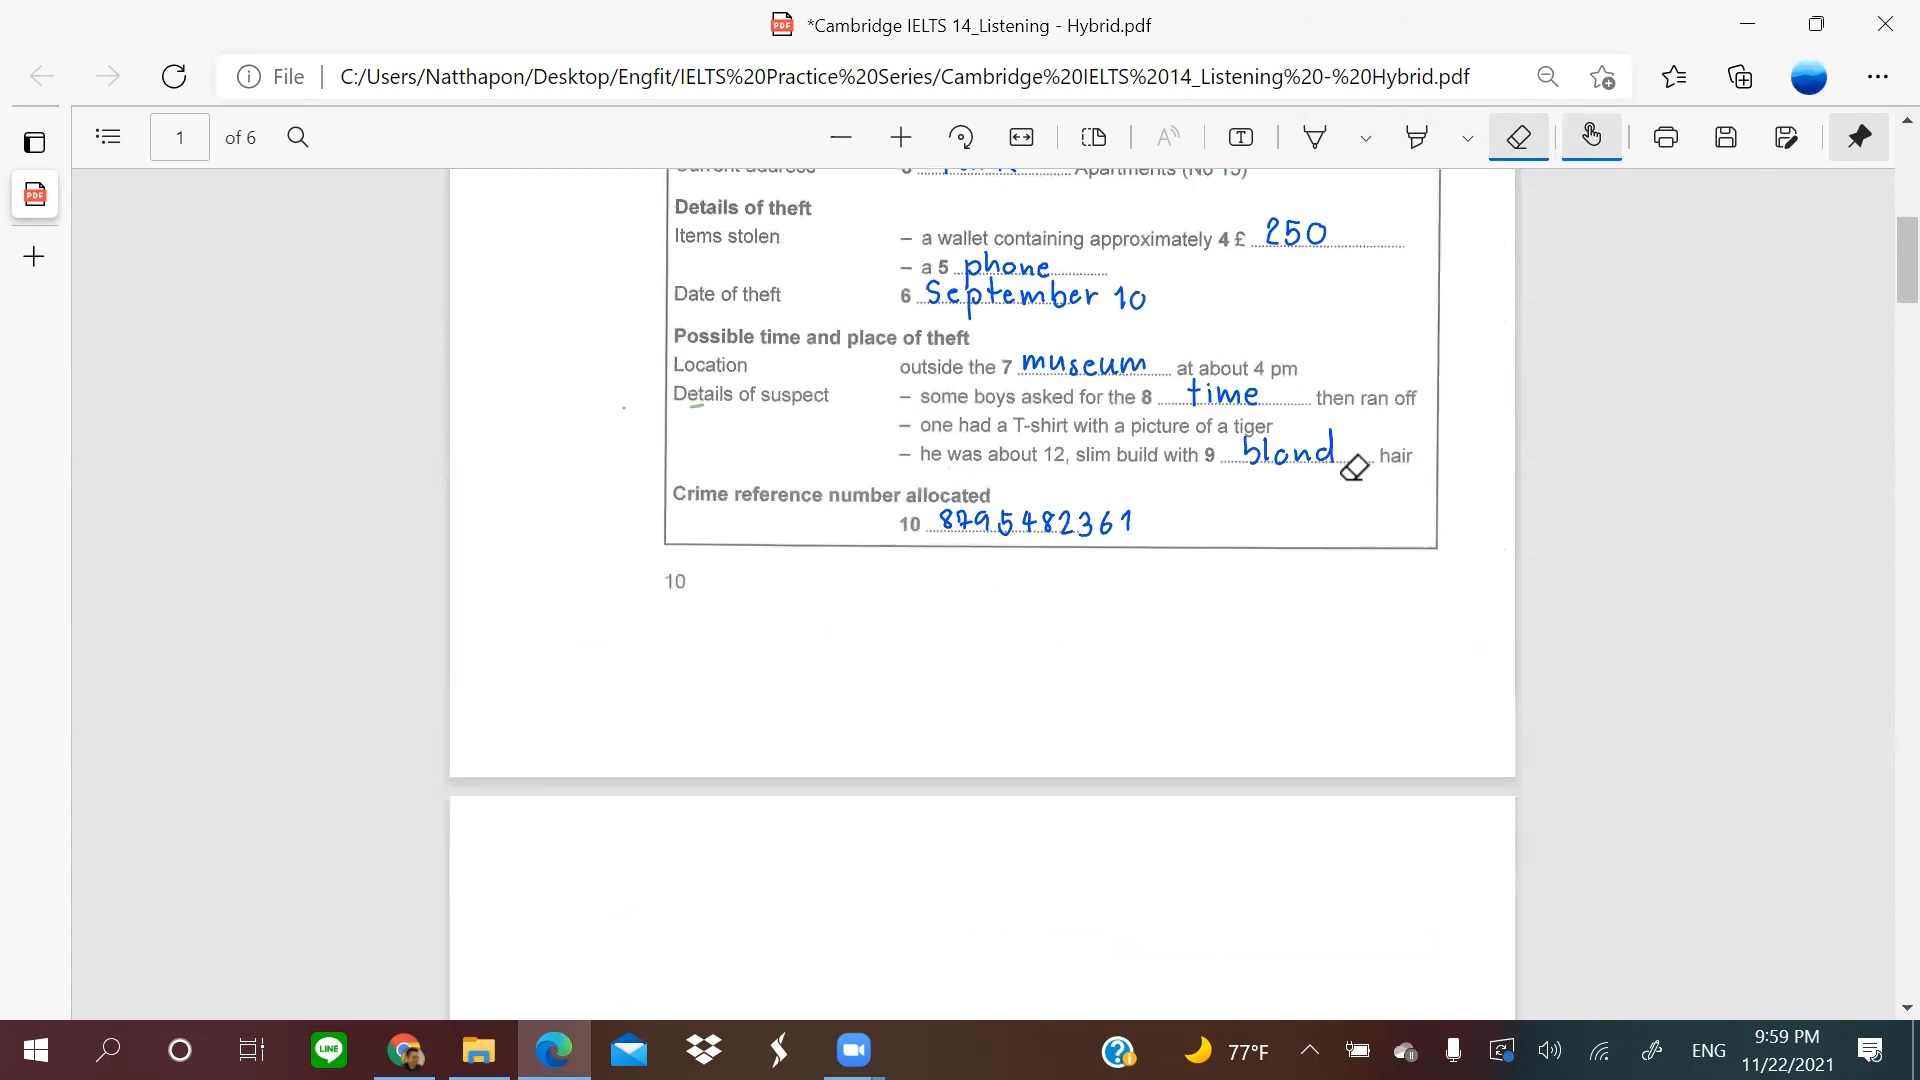 *Cambridge IELTS 14_Listening - Hybrid.pdf
File C:/Users/Natthapon/Desktop/Engfit/IELTS%20Practice%20Series/Cambridge%20IELTS%2014_Listening%20-%20Hybrid.pdf
1 of 6
Apartments (No 15)
Details of theft
Items stolen – a wallet containing approximately 4 £ 250
– a 5 phone
Date of theft 6 September 10
Possible time and place of theft
Location outside the 7 museum at about 4 pm
Details of suspect – some boys asked for the 8 time then ran off
– one had a T-shirt with a picture of a tiger
– he was about 12, slim build with 9 blond hair
Crime reference number allocated
10 8795482361
10
LINE
77°F ENG 9:59 PM
11/22/2021